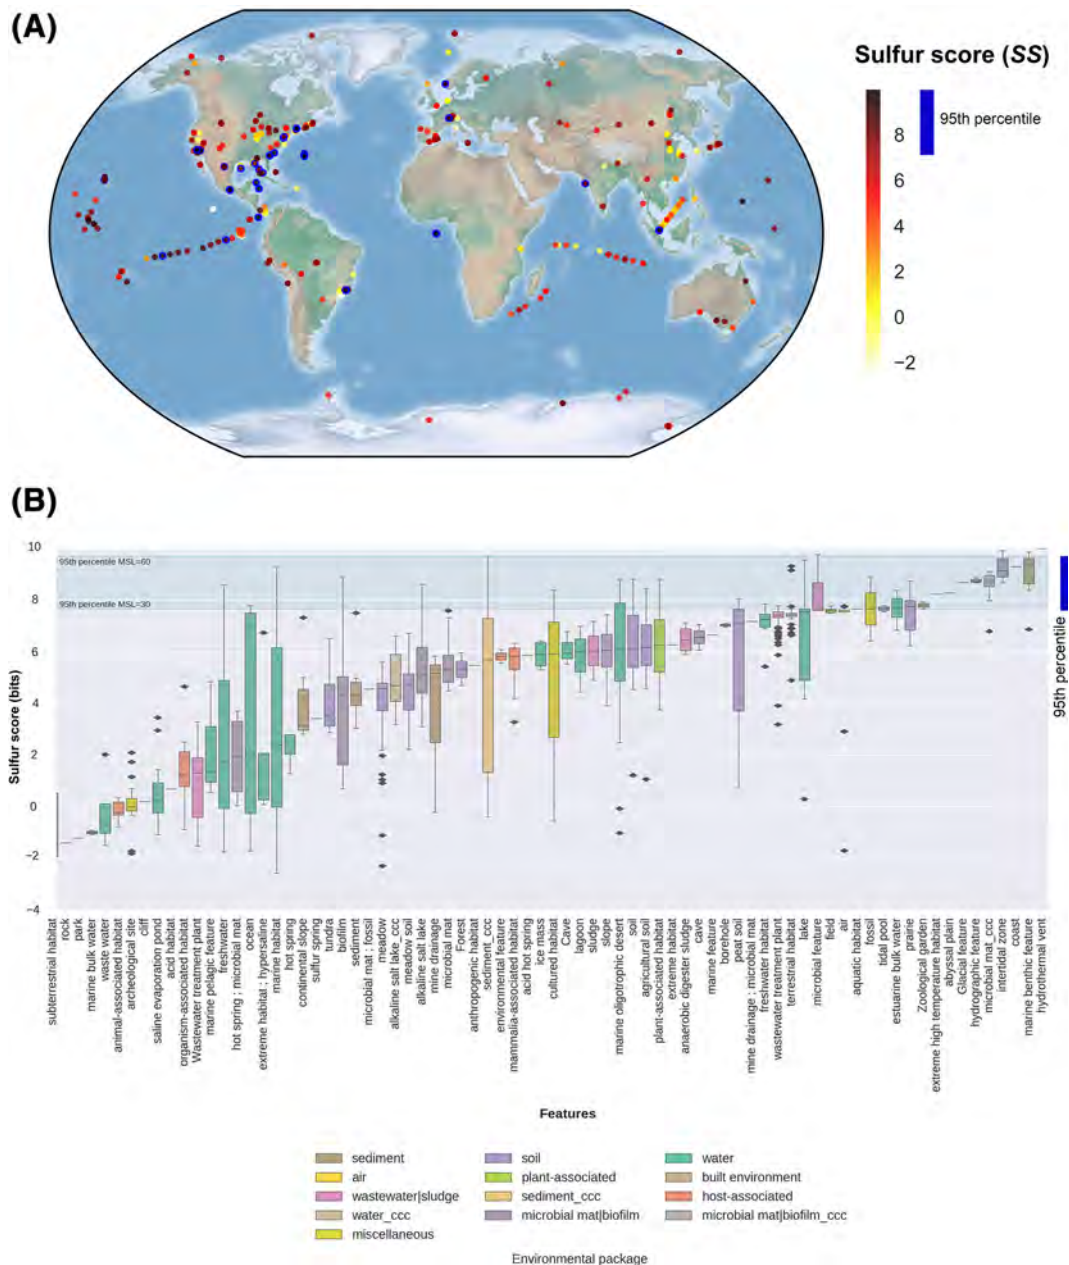 (A)
Sulfur score (SS)
95th percentile
8
6
4
2
0
−2
(B)
10
8
6
4
2
0
−2
−4
Sulfur score (bits)
95th percentile MSL=60
95th percentile MSL=30
95th percentile
subterrestrial habitat
rock
park
marine bulk water
waste water
animal-associated habitat
archeological site
cliff
saline evaporation pond
acid habitat
organism-associated habitat
Wastewater treatment plant
marine pelagic feature
freshwater
hot spring ; microbial mat
ocean
extreme habitat ; hypersaline
marine habitat
hot spring
continental slope
sulfur spring
tundra
biofilm
sediment
microbial mat ; fossil
meadow
alkaline salt lake_ccc
meadow soil
alkaline salt lake
mine drainage
microbial mat
Forest
anthropogenic habitat
sediment_ccc
environmental feature
mammalia-associated habitat
acid hot spring
ice mass
cultured habitat
Cave
lagoon
sludge
slope
marine oligotrophic desert
soil
agricultural soil
plant-associated habitat
extreme habitat
anaerobic digester sludge
cave
marine feature
borehole
peat soil
mine drainage ; microbial mat
freshwater habitat
wastewater treatment plant
terrestrial habitat
lake
microbial feature
field
air
aquatic habitat
fossil
tidal pool
estuarine bulk water
prairie
Zoological garden
extreme high temperature habitat
abyssal plain
Glacial feature
hydrographic feature
microbial mat_ccc
intertidal zone
coast
marine benthic feature
hydrothermal vent
Features
sediment
soil
water
air
plant-associated
built environment
wastewater|sludge
sediment_ccc
host-associated
water_ccc
microbial mat|biofilm
microbial mat|biofilm_ccc
miscellaneous
Environmental package